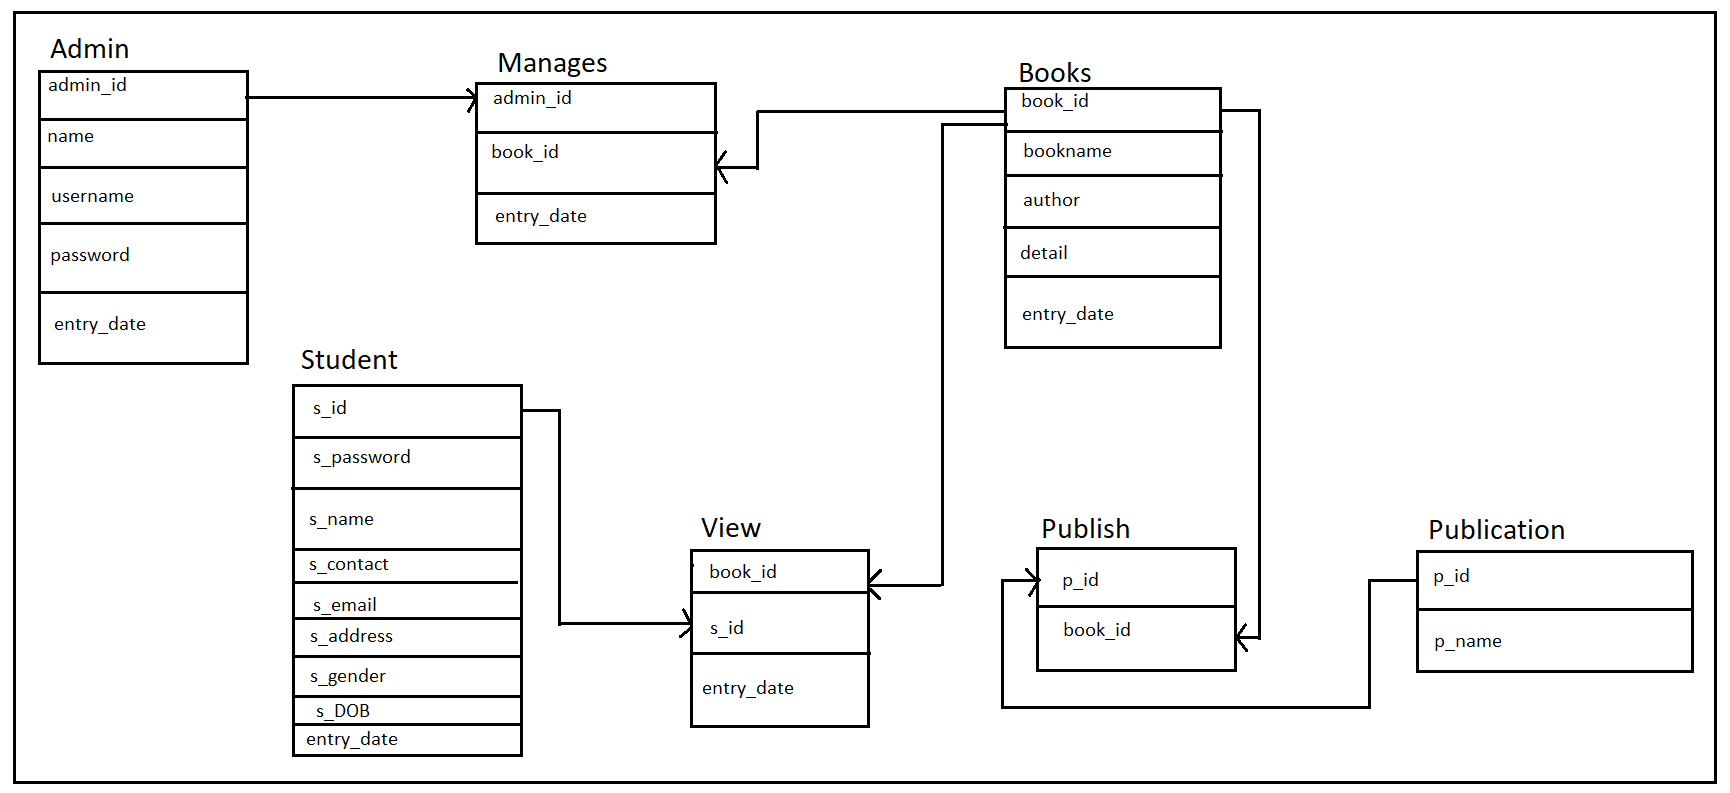 Admin
admin_id
name
username
password
entry_date
Manages
admin_id
book_id
entry_date
Books
book_id
bookname
author
detail
entry_date
Student
s_id
s_password
s_name
s_contact
s_email
s_address
s_gender
s_DOB
entry_date
View
book_id
s_id
entry_date
Publish
p_id
book_id
Publication
p_id
p_name